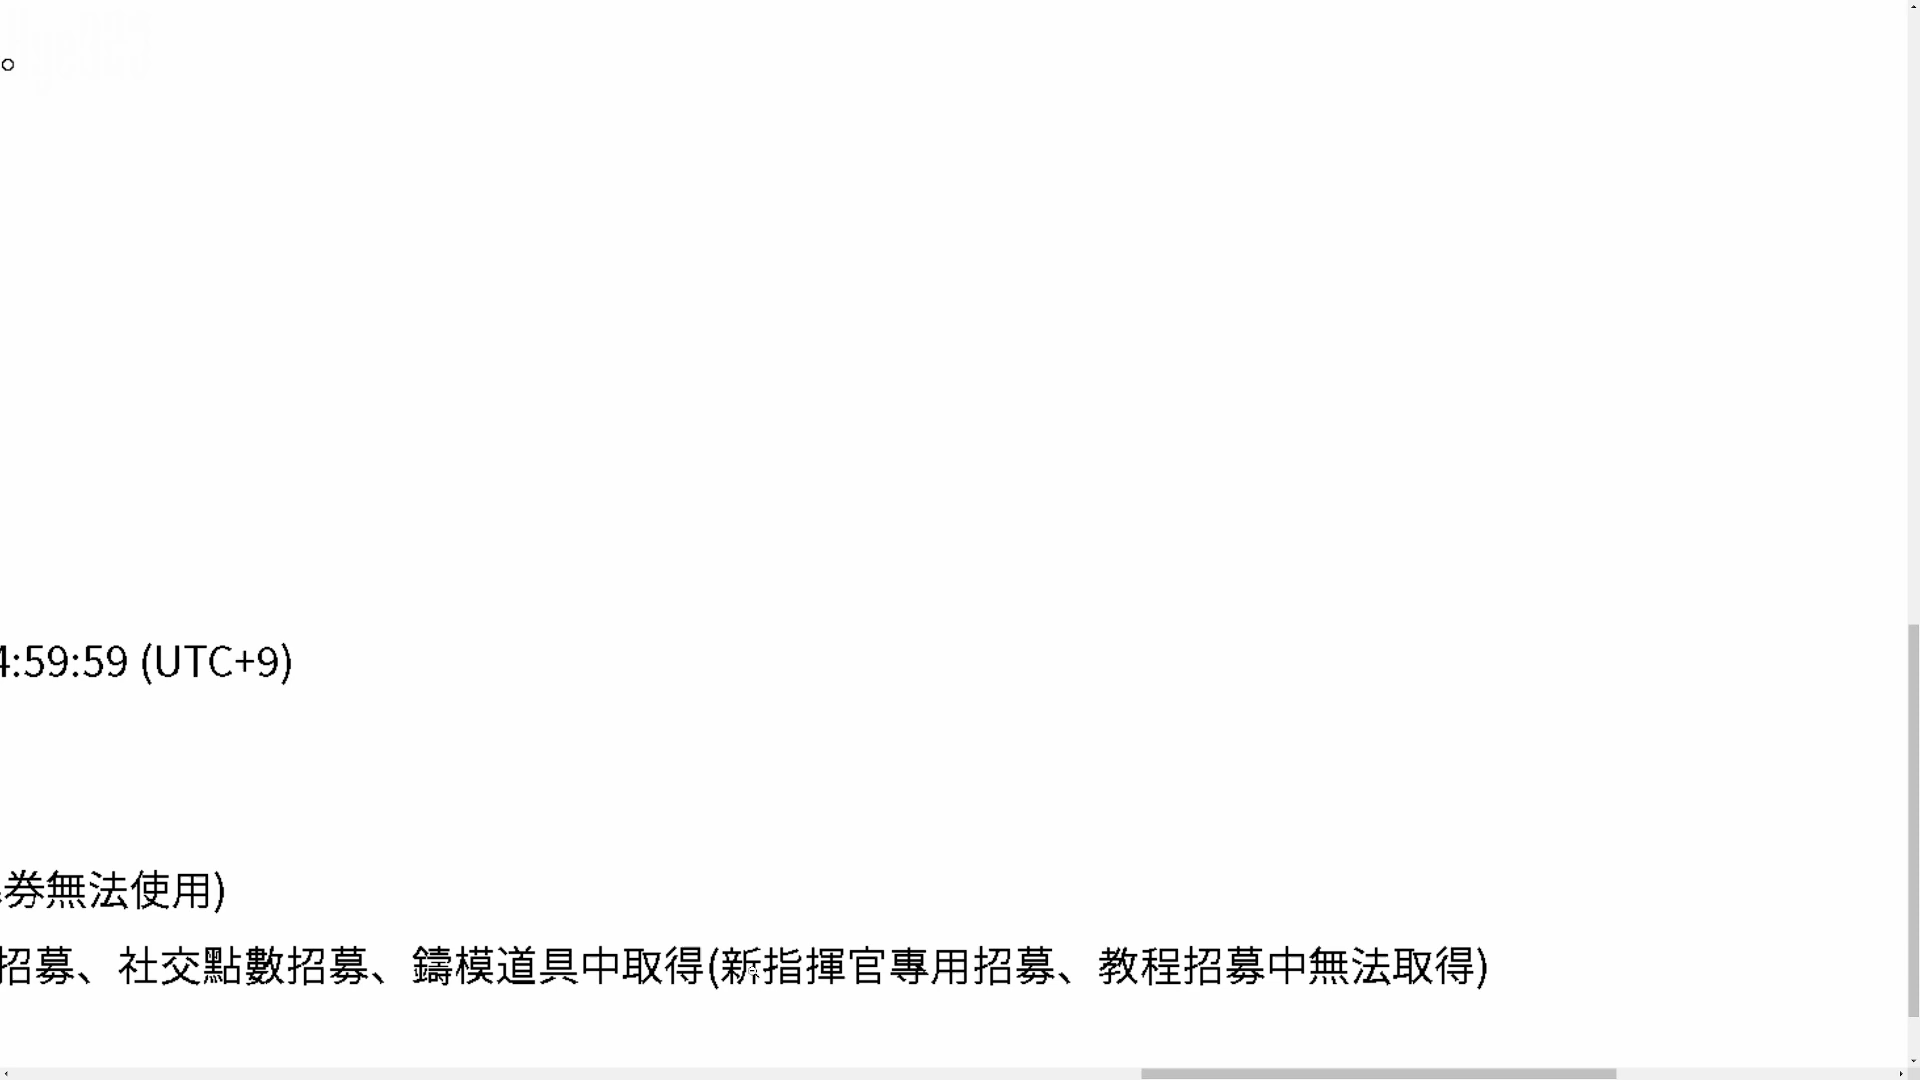 。
4:59:59 (UTC+9)
券無法使用)
招募、社交點數招募、鑄模道具中取得(新指揮官專用招募、教程招募中無法取得)